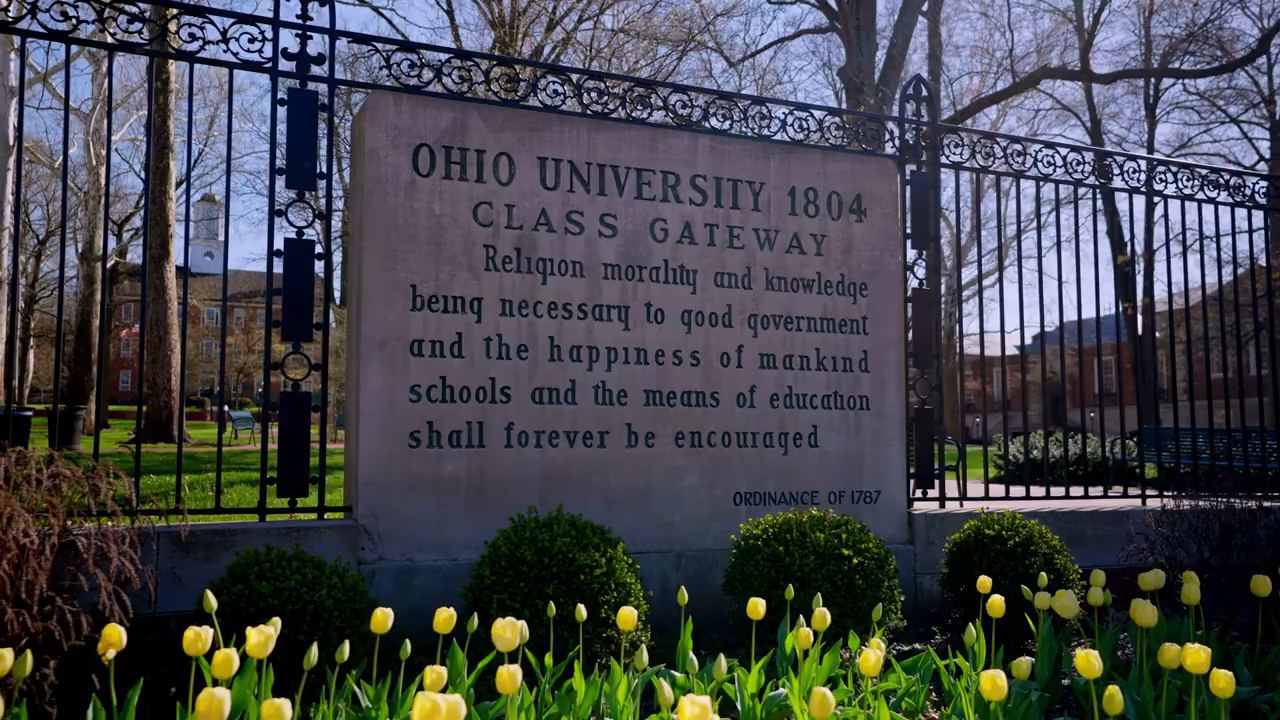 OHIO UNIVERSITY 1804
CLASS GATEWAY
Religion morality and knowledge
being necessary to good government
and the happiness of mankind
schools and the means of education
shall forever be encouraged
ORDINANCE OF 1787